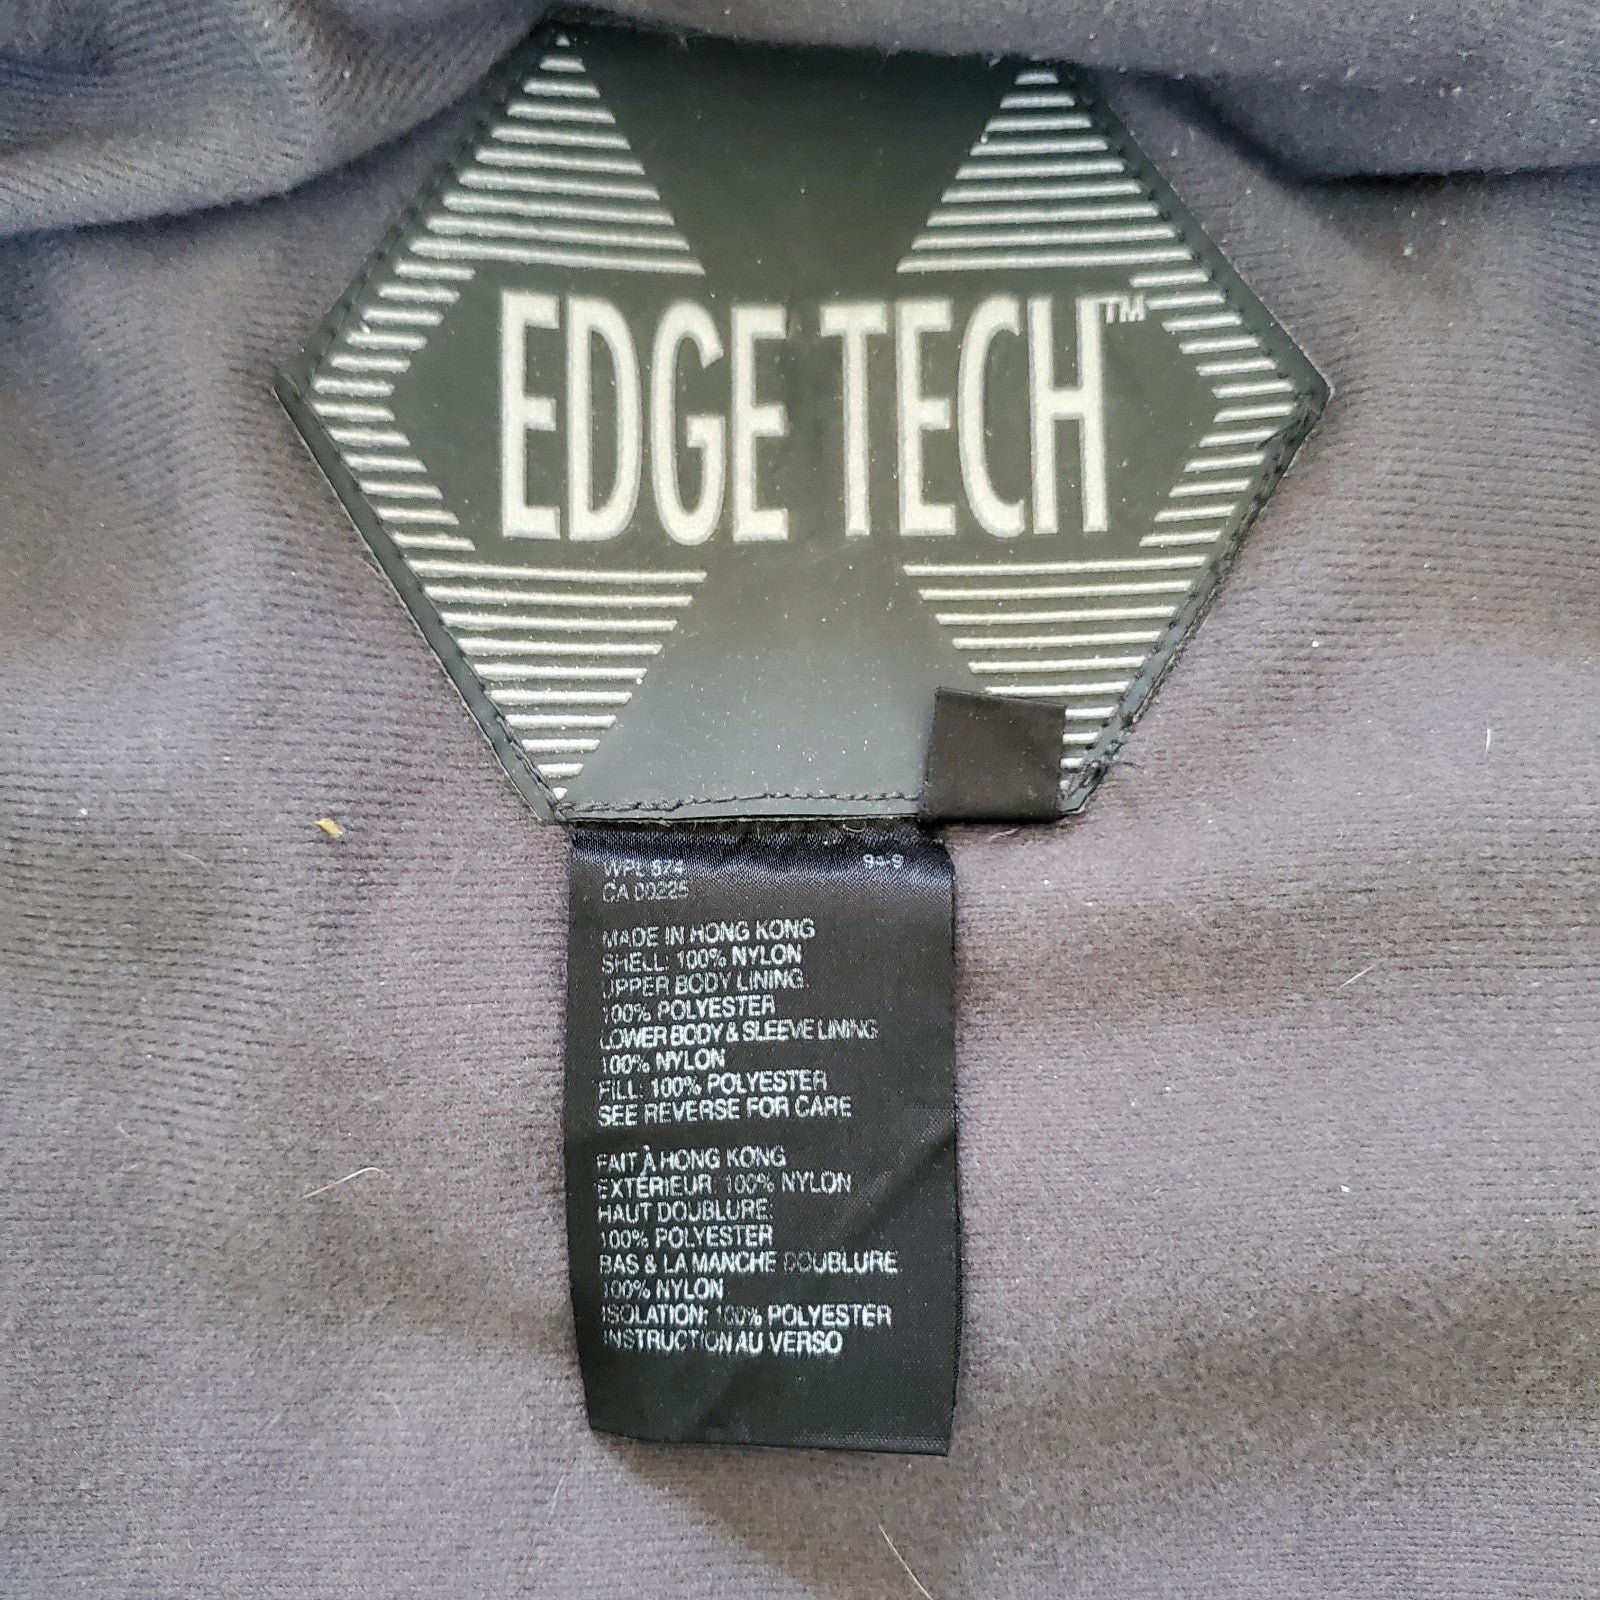 EDGE TECH™
WPL 574 94-9
CA 00225
MADE IN HONG KONG
SHELL: 100% NYLON
UPPER BODY LINING:
100% POLYESTER
LOWER BODY & SLEEVE LINING
100% NYLON
FILL: 100% POLYESTER
SEE REVERSE FOR CARE
FAIT À HONG KONG
EXTÉRIEUR: 100% NYLON
HAUT DOUBLURE:
100% POLYESTER
BAS & LA MANCHE DOUBLURE
100% NYLON
ISOLATION: 100% POLYESTER
INSTRUCTION AU VERSO